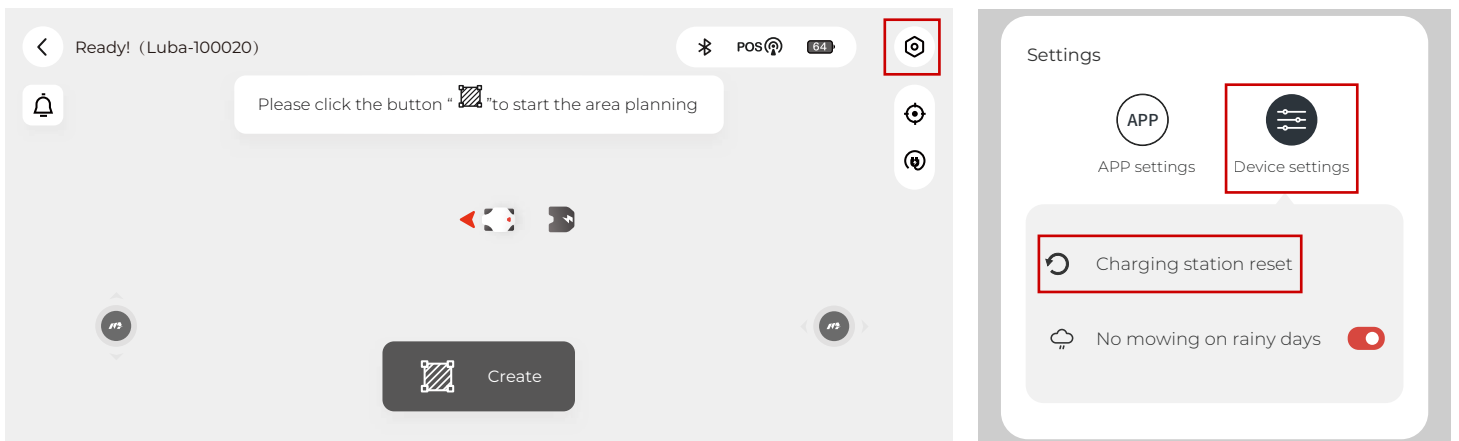 Ready! (Luba-100020)
POS
64
Please click the button “ ”to start the area planning
Create
Settings
APP
APP settings
Device settings
Charging station reset
No mowing on rainy days